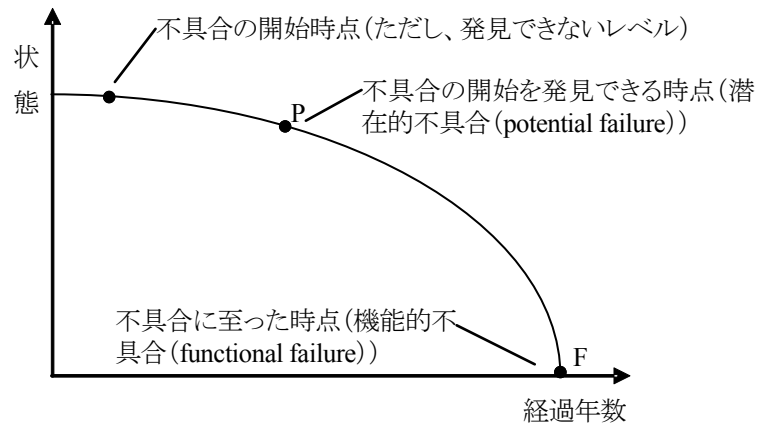 不具合の開始時点(ただし、発見できないレベル)
状
態
P
不具合の開始を発見できる時点(潜
在的不具合(potential failure))
不具合に至った時点(機能的不
具合(functional failure))
F
経過年数